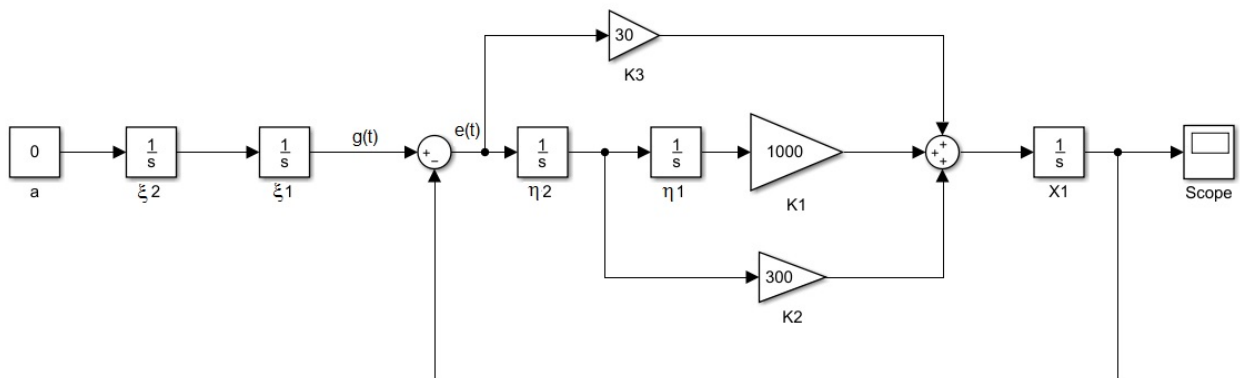 30
K3
g(t)
e(t)
0
a
1
s
ξ2
1
s
ξ1
+
−
1
s
η2
1
s
η1
1000
K1
+
+
+
1
s
X1
Scope
300
K2